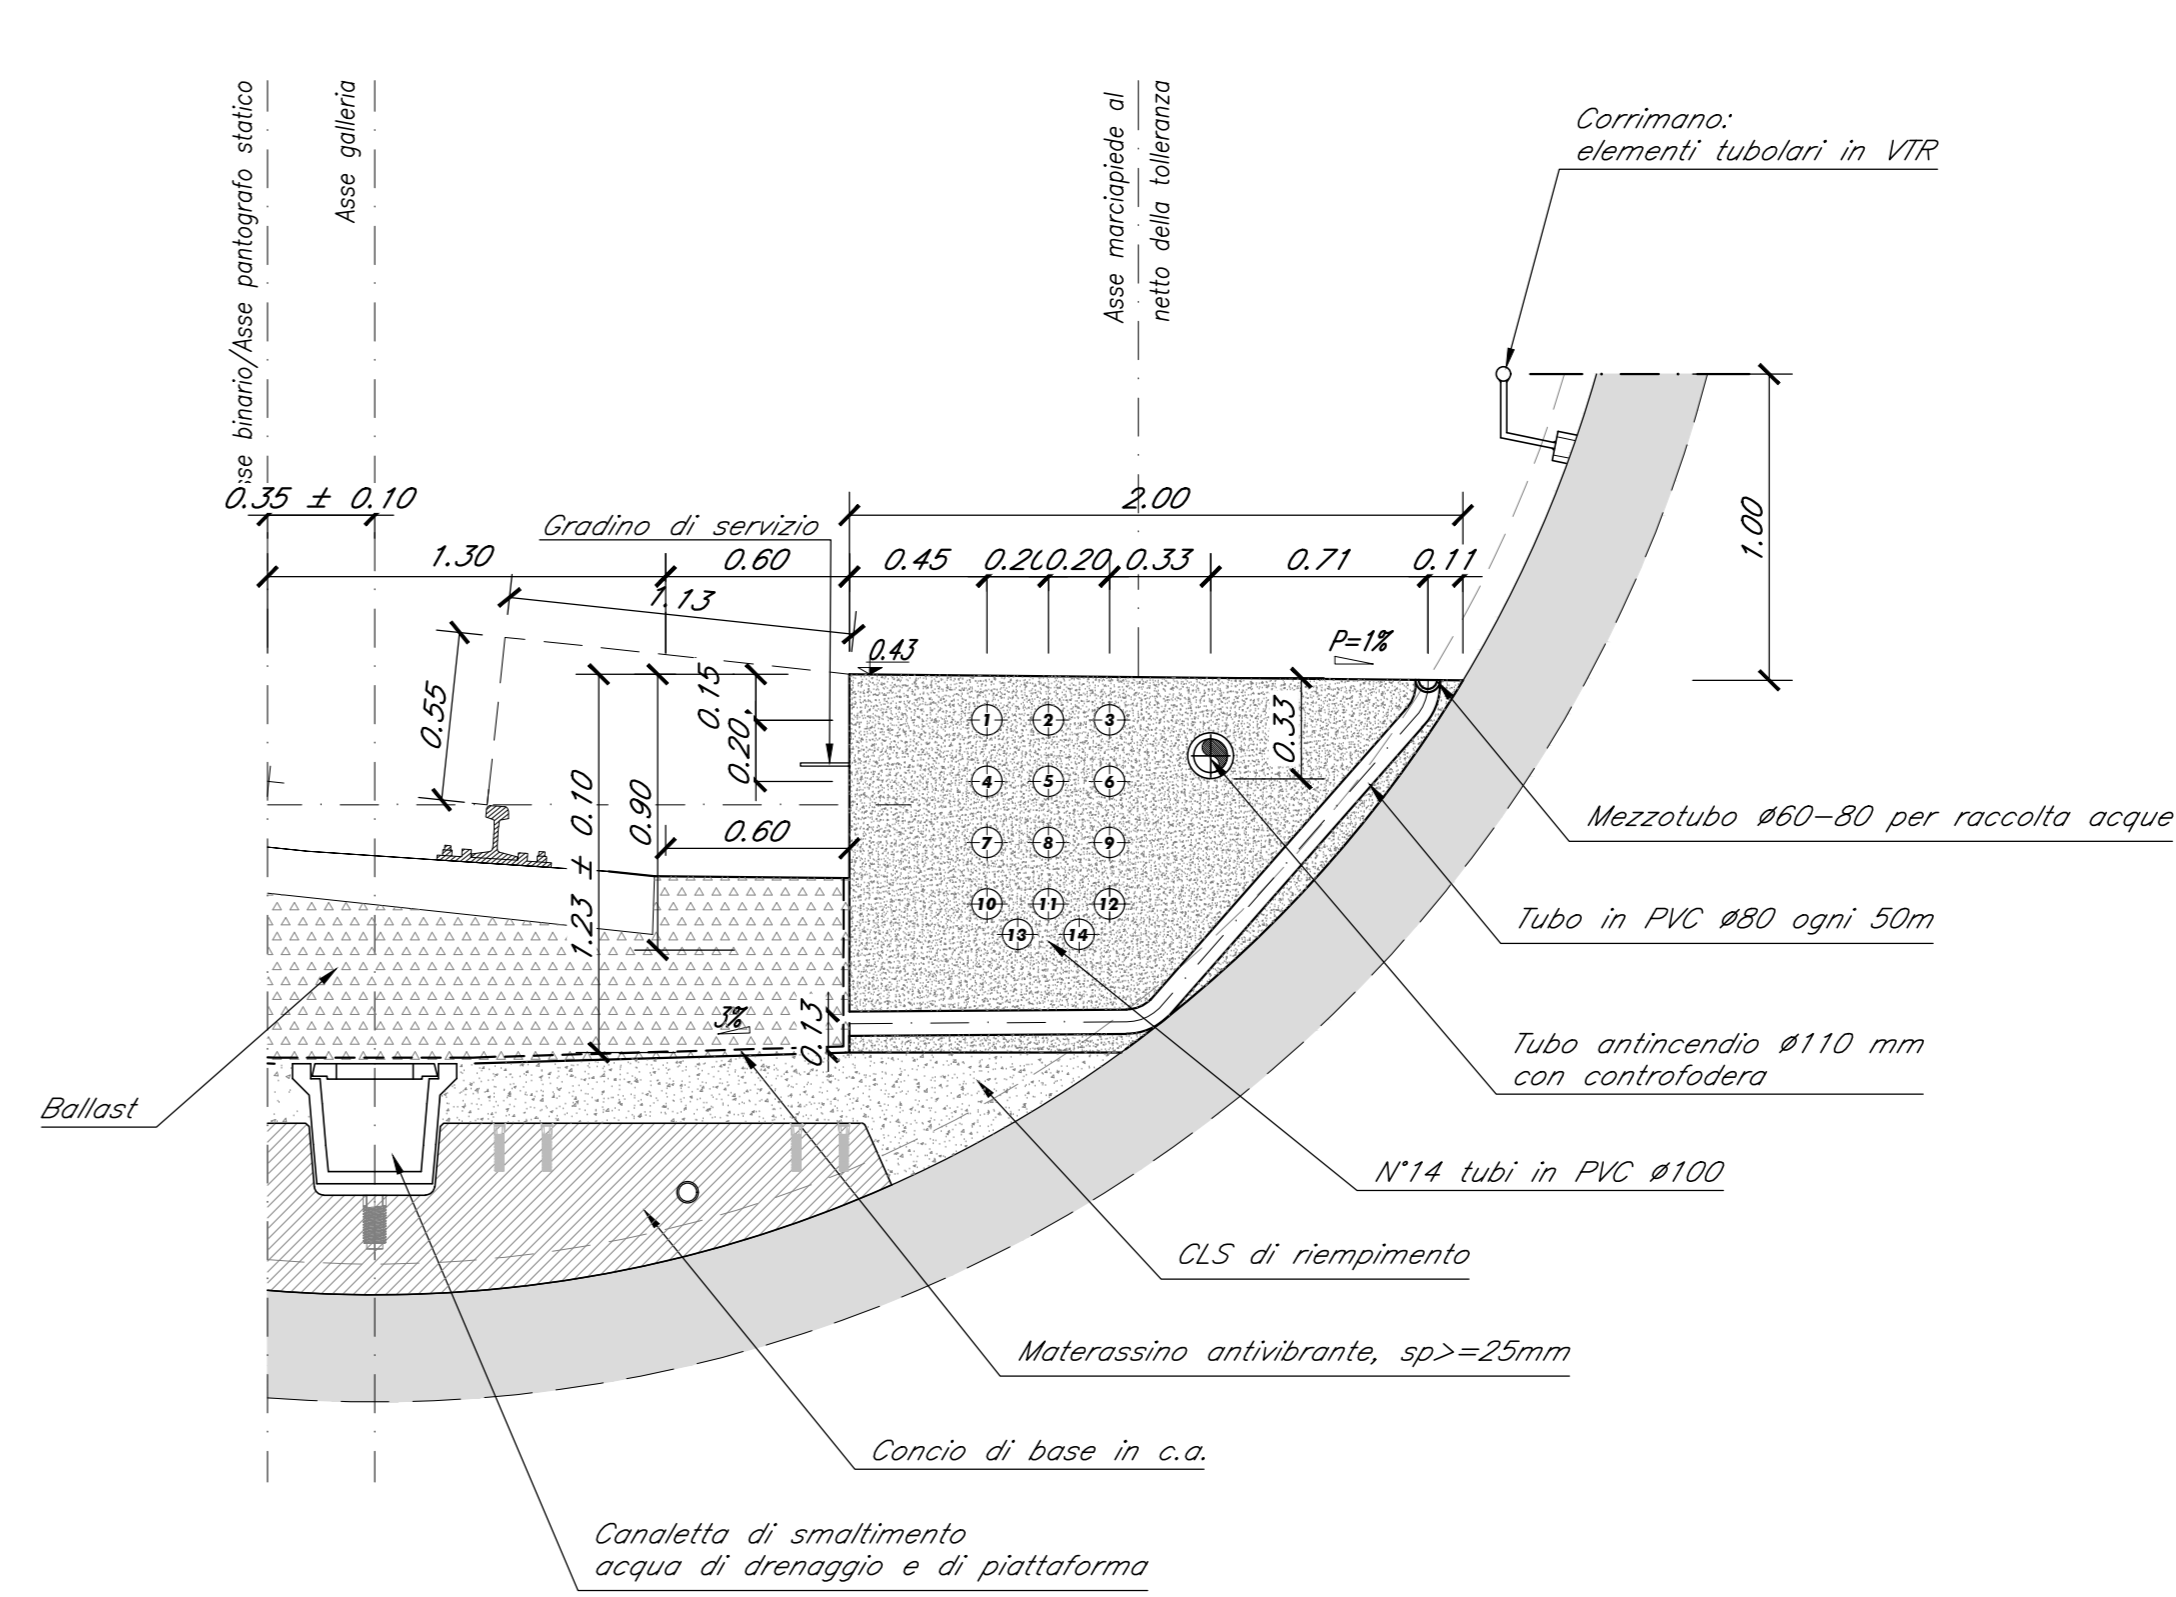 sse binario/Asse pantografo statico
Asse galleria
Asse marciapiede al
netto della tolleranza
Corrimano:
elementi tubolari in VTR
0.35 ± 0.10
Gradino di servizio
2.00
1.00
1.30
0.60
0.45
0.20
0.20
0.33
0.71
0.11
1.13
0.43
P=1%
0.55
0.15
0.20
0.33
1.23 ± 0.10
0.90
0.60
1
2
3
4
5
6
7
8
9
10
11
12
13
14
3%
0.13
Mezzotubo ø60-80 per raccolta acque
Tubo in PVC ø80 ogni 50m
Tubo antincendio ø110 mm
con controfodera
Ballast
N°14 tubi in PVC ø100
CLS di riempimento
Materassino antivibrante, sp>=25mm
Concio di base in c.a.
Canaletta di smaltimento
acqua di drenaggio e di piattaforma